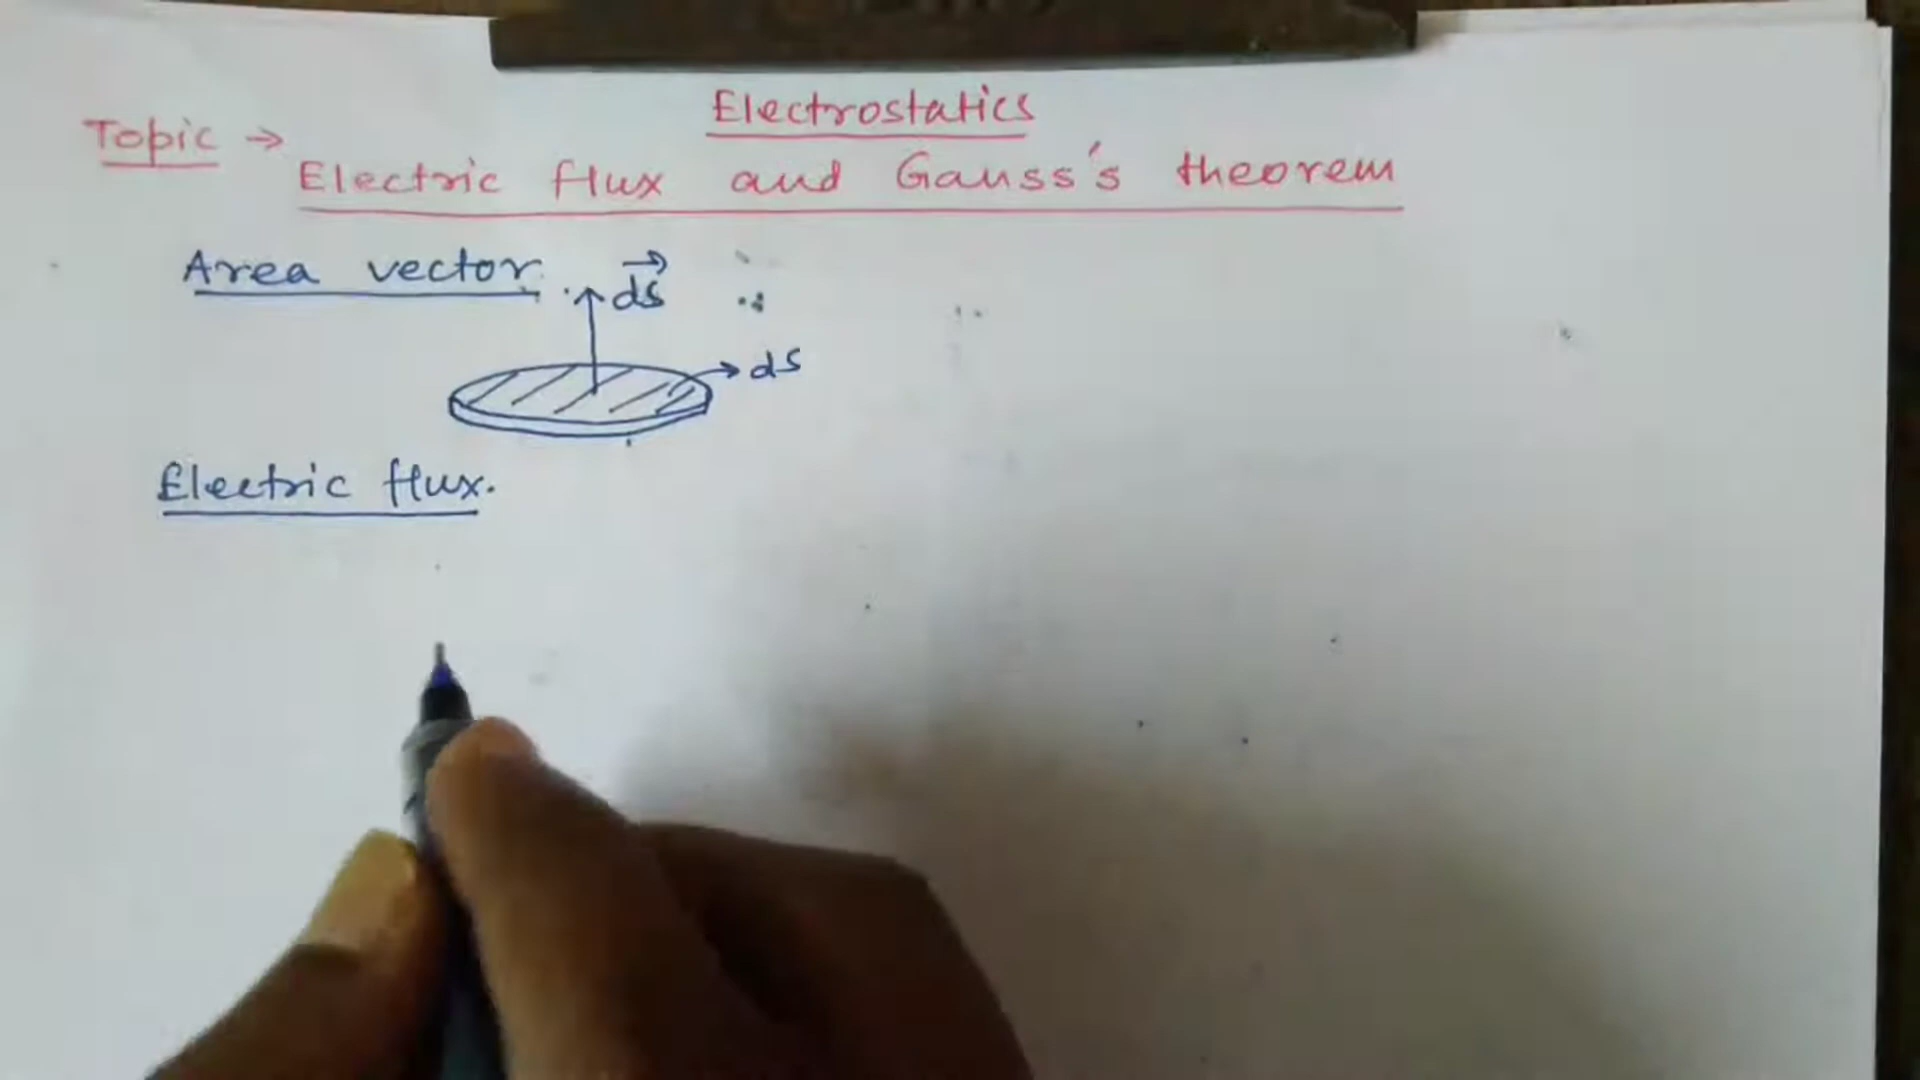 Electrostatics
Topic →
Electric flux and Gauss's theorem
Area vector.
ds
ds
Electric flux.